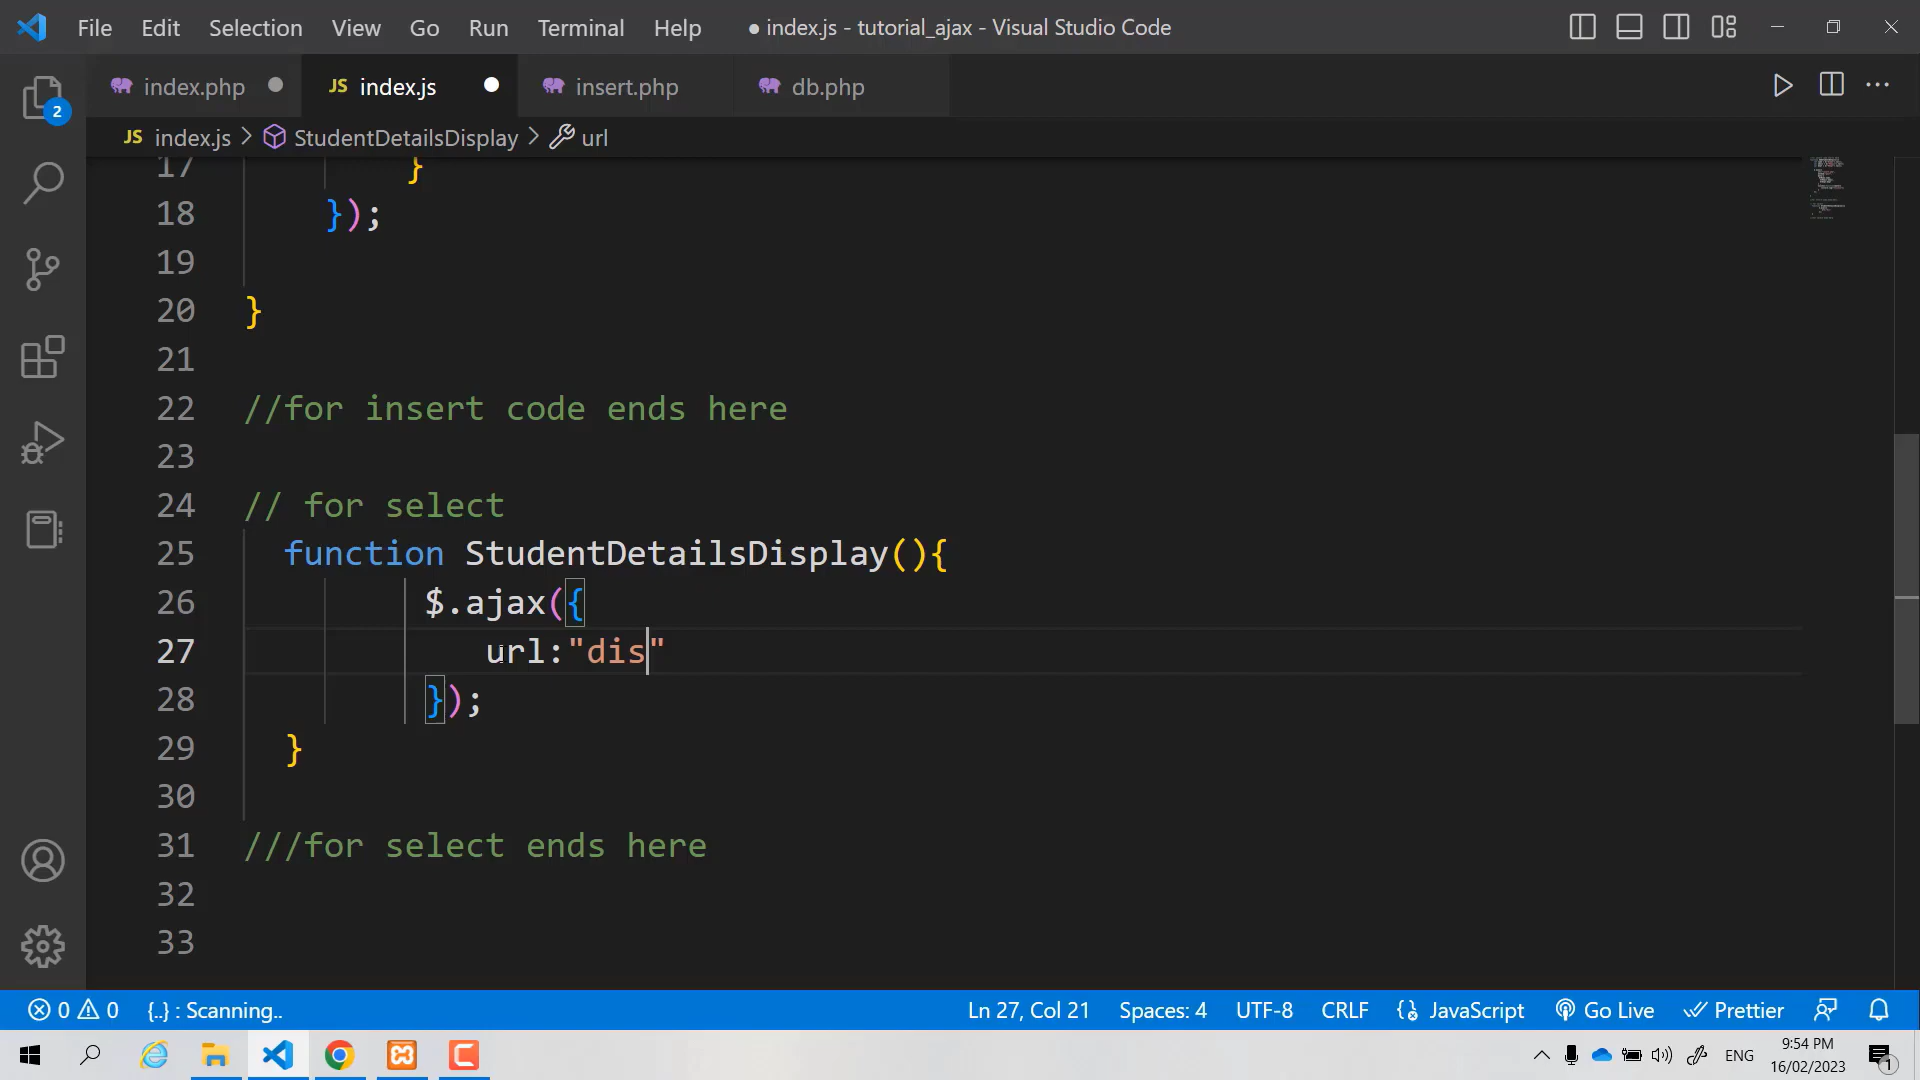 File Edit Selection View Go Run Terminal Help ● index.js - tutorial_ajax - Visual Studio Code
index.php JS index.js insert.php db.php
JS index.js > StudentDetailsDisplay > url
2
17 }
18 });
19
20 }
21
22 //for insert code ends here
23
24 // for select
25 function StudentDetailsDisplay(){
26 $.ajax({
27 url:"dis"
28 });
29 }
30
31 ///for select ends here
32
33
0 0 {..} : Scanning.. Ln 27, Col 21 Spaces: 4 UTF-8 CRLF JavaScript Go Live Prettier
ENG 9:54 PM
16/02/2023
1